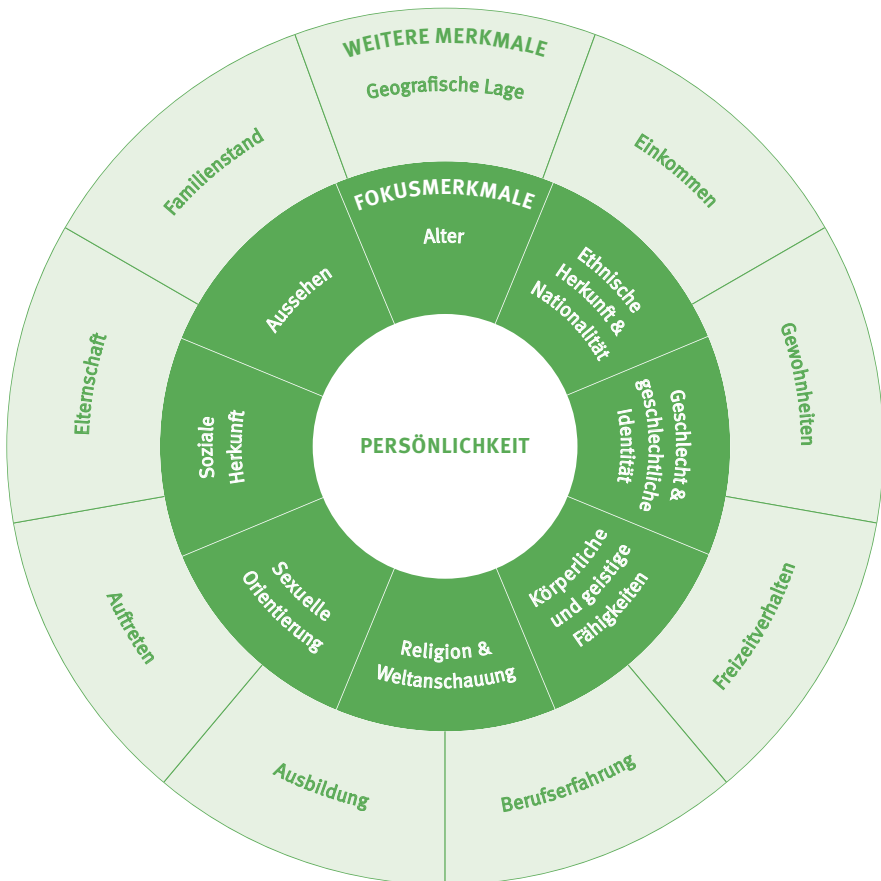 WEITERE MERKMALE
Geografische Lage
Einkommen
Gewohnheiten
Freizeitverhalten
Berufserfahrung
Ausbildung
Auftreten
Elternschaft
Familienstand
FOKUSMERKMALE
Alter
Ethnische
Herkunft &
Nationalität
Geschlecht &
geschlechtliche
Identität
Körperliche
und geistige
Fähigkeiten
Religion &
Weltanschauung
Sexuelle
Orientierung
Soziale
Herkunft
Aussehen
PERSÖNLICHKEIT